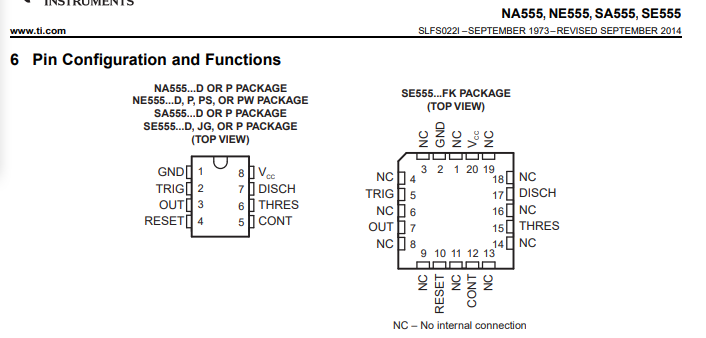 INSTRUMENTS
NA555, NE555, SA555, SE555
www.ti.com
SLFS022I –SEPTEMBER 1973–REVISED SEPTEMBER 2014
6 Pin Configuration and Functions
NA555...D OR P PACKAGE
NE555...D, P, PS, OR PW PACKAGE
SA555...D OR P PACKAGE
SE555...D, JG, OR P PACKAGE
(TOP VIEW)
GND 1 8 VCC
TRIG 2 7 DISCH
OUT 3 6 THRES
RESET 4 5 CONT
SE555...FK PACKAGE
(TOP VIEW)
NC GND NC VCC NC
3 2 1 20 19
NC 4 18 NC
TRIG 5 17 DISCH
NC 6 16 NC
OUT 7 15 THRES
NC 8 14 NC
9 10 11 12 13
NC RESET NC CONT NC
NC – No internal connection